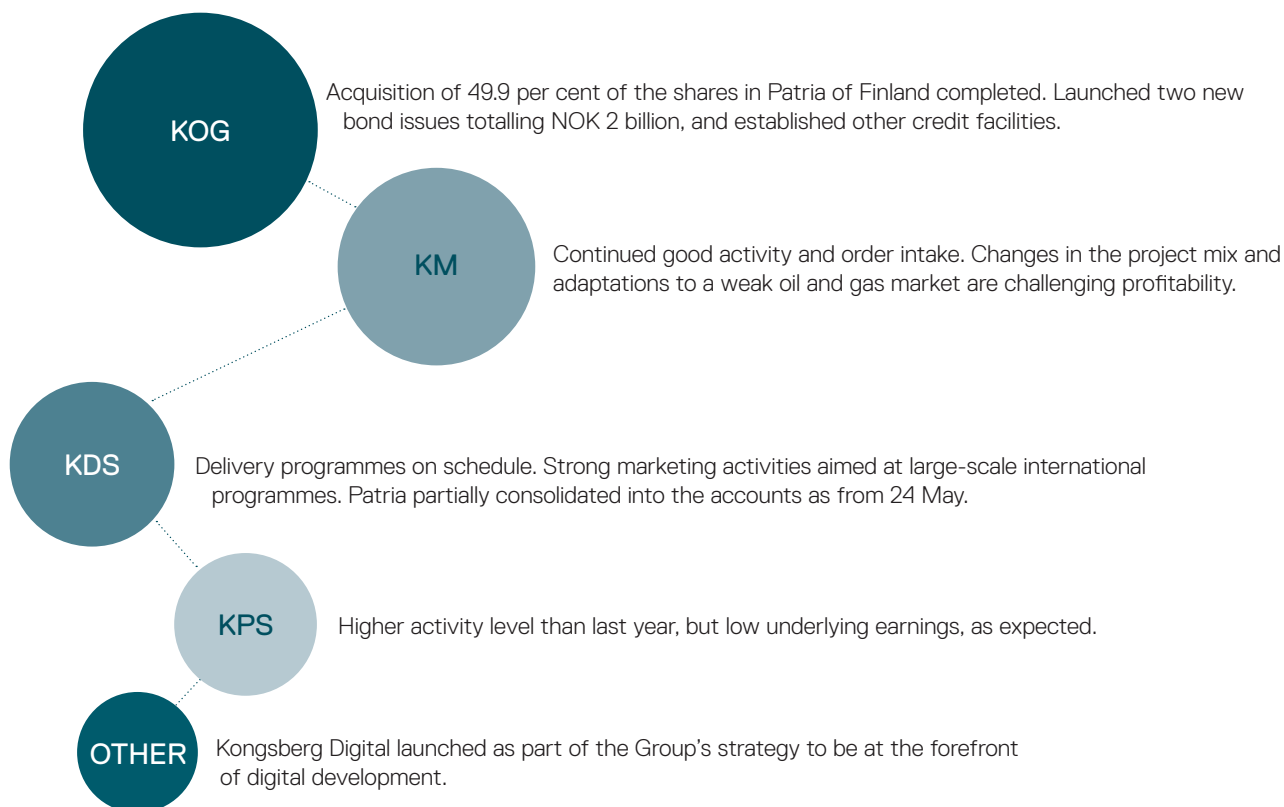 KOG
Acquisition of 49.9 per cent of the shares in Patria of Finland completed. Launched two new
bond issues totalling NOK 2 billion, and established other credit facilities.
KM
Continued good activity and order intake. Changes in the project mix and
adaptations to a weak oil and gas market are challenging profitability.
KDS
Delivery programmes on schedule. Strong marketing activities aimed at large-scale international
programmes. Patria partially consolidated into the accounts as from 24 May.
KPS
Higher activity level than last year, but low underlying earnings, as expected.
OTHER
Kongsberg Digital launched as part of the Group’s strategy to be at the forefront
of digital development.